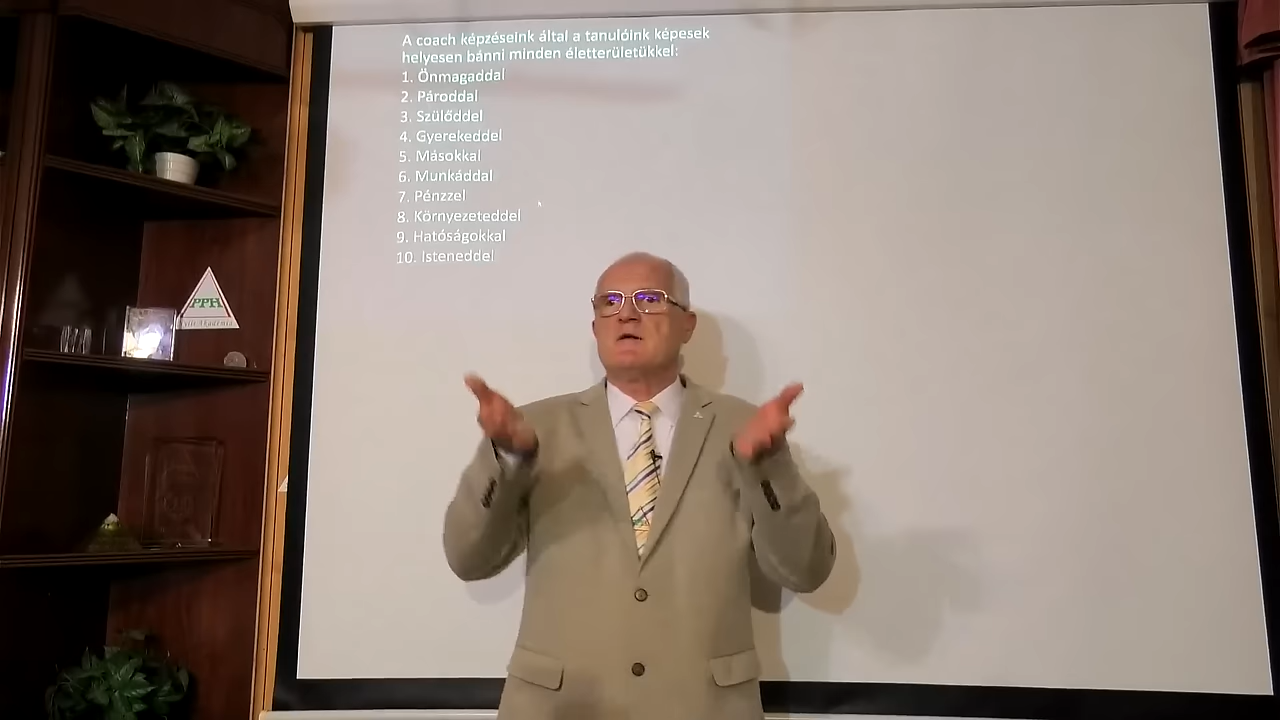 A coach képzéseink által a tanulóink képesek
helyesen bánni minden életterületükkel:
1. Önmagaddal
2. Pároddal
3. Szülőddel
4. Gyerekeddel
5. Másokkal
6. Munkáddal
7. Pénzzel
8. Környezeteddel
9. Hatóságokkal
10. Isteneddel
PPH